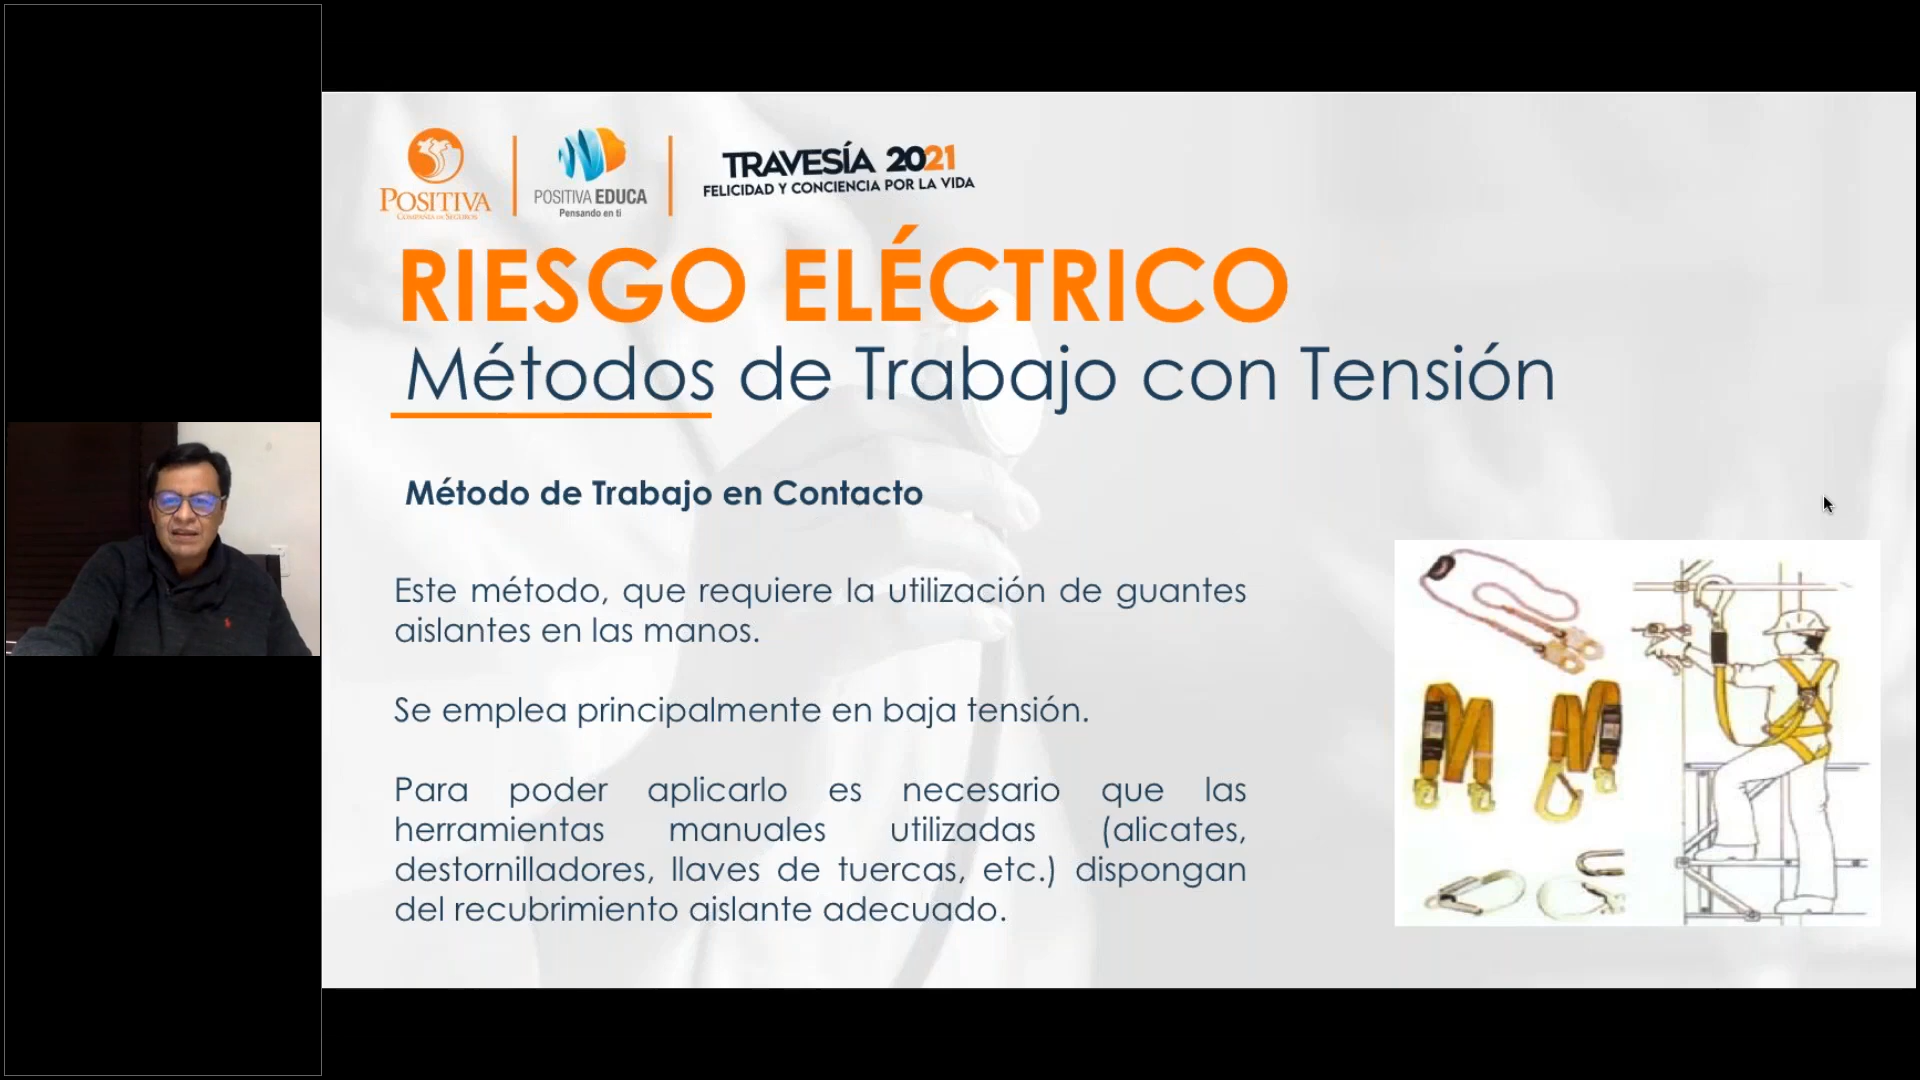 POSITIVA
COMPAÑÍA DE SEGUROS
POSITIVA EDUCA
Pensando en ti
TRAVESÍA 2021
FELICIDAD Y CONCIENCIA POR LA VIDA
RIESGO ELÉCTRICO
Métodos de Trabajo con Tensión
Método de Trabajo en Contacto
Este método, que requiere la utilización de guantes
aislantes en las manos.
Se emplea principalmente en baja tensión.
Para poder aplicarlo es necesario que las
herramientas manuales utilizadas (alicates,
destornilladores, llaves de tuercas, etc.) dispongan
del recubrimiento aislante adecuado.